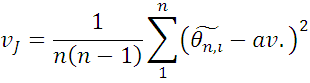 v_J = \frac{1}{n(n-1)} \sum_{1}^{n} \left( \widetilde{\theta_{n,\iota}} - av. \right)^2